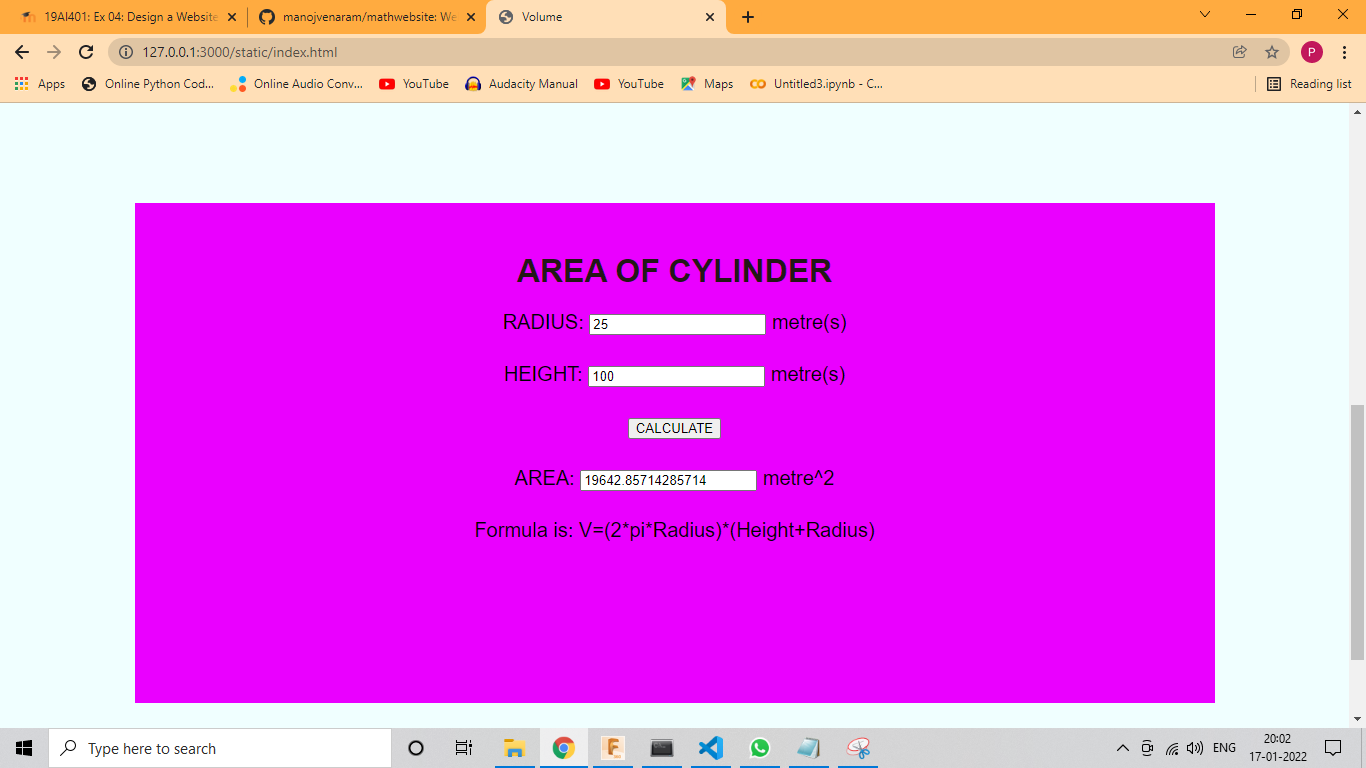 19AI401: Ex 04: Design a Website
manojvenaram/mathwebsite: We
Volume
127.0.0.1:3000/static/index.html
P
Apps
Online Python Cod...
Online Audio Conv...
YouTube
Audacity Manual
YouTube
Maps
Untitled3.ipynb - C...
Reading list
AREA OF CYLINDER
RADIUS: 25 metre(s)
HEIGHT: 100 metre(s)
CALCULATE
AREA: 19642.85714285714 metre^2
Formula is: V=(2*pi*Radius)*(Height+Radius)
Type here to search
ENG
20:02
17-01-2022